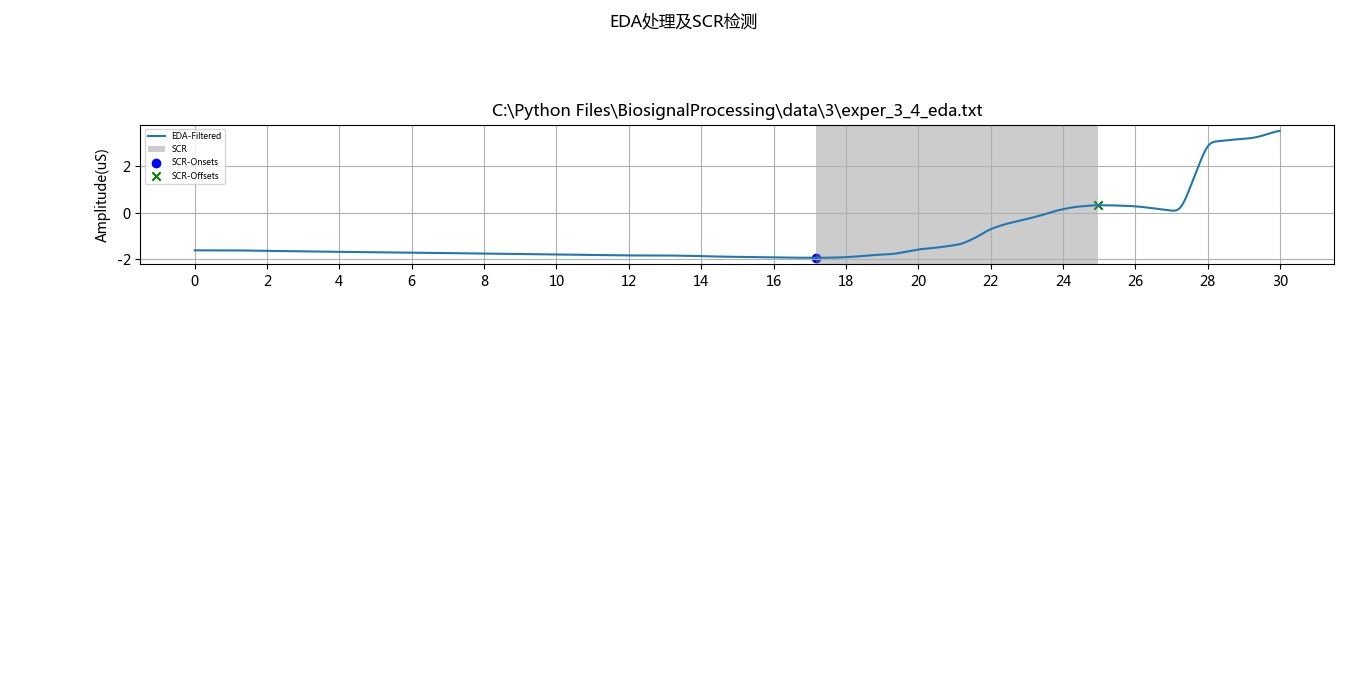 EDA处理及SCR检测
C:\Python Files\BiosignalProcessing\data\3\exper_3_4_eda.txt
EDA-Filtered
SCR
SCR-Onsets
SCR-Offsets
Amplitude(uS)
2
0
-2
0 2 4 6 8 10 12 14 16 18 20 22 24 26 28 30